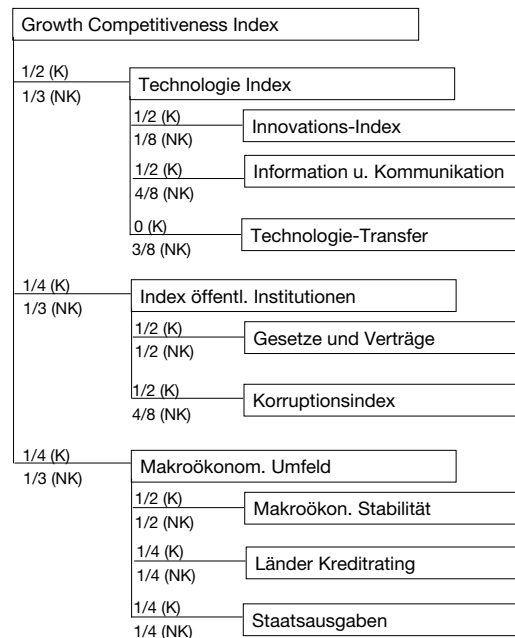 Growth Competitiveness Index
1/2 (K)
1/3 (NK)
Technologie Index
1/2 (K)
1/8 (NK)
Innovations-Index
1/2 (K)
4/8 (NK)
Information u. Kommunikation
0 (K)
3/8 (NK)
Technologie-Transfer
1/4 (K)
1/3 (NK)
Index öffentl. Institutionen
1/2 (K)
1/2 (NK)
Gesetze und Verträge
1/2 (K)
4/8 (NK)
Korruptionsindex
1/4 (K)
1/3 (NK)
Makroökonom. Umfeld
1/2 (K)
1/2 (NK)
Makroökon. Stabilität
1/4 (K)
1/4 (NK)
Länder Kreditrating
1/4 (K)
1/4 (NK)
Staatsausgaben